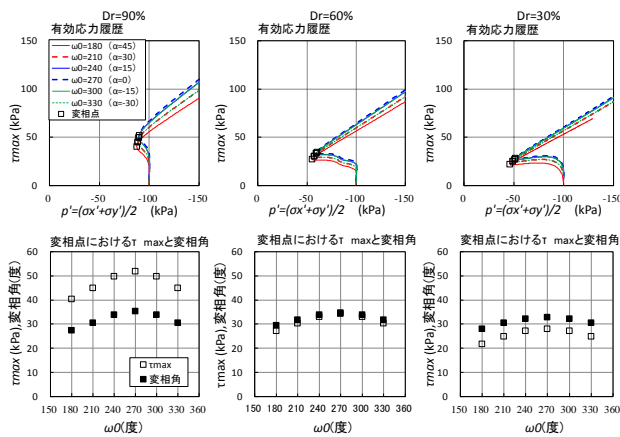 Dr=90%
有効応力履歴
150
100
50
0
τmax (kPa)
ω0=180 (α=45)
ω0=210 (α=30)
ω0=240 (α=15)
ω0=270 (α=0)
ω0=300 (α=-15)
ω0=330 (α=-30)
変相点
0 -50 -100 -150
p'=(σx'+σy')/2 (kPa)
Dr=60%
有効応力履歴
150
100
50
0
τmax (kPa)
0 -50 -100 -150
p'=(σx'+σy')/2 (kPa)
Dr=30%
有効応力履歴
150
100
50
0
τmax (kPa)
0 -50 -100 -150
p'=(σx'+σy')/2 (kPa)
変相点におけるτ maxと変相角
60
50
40
30
20
10
0
τmax (kPa),変相角(度)
τmax
変相角
150 180 210 240 270 300 330 360
ω0(度)
変相点におけるτ maxと変相角
60
50
40
30
20
10
0
τmax (kPa),変相角(度)
150 180 210 240 270 300 330 360
ω0(度)
変相点におけるτ maxと変相角
60
50
40
30
20
10
0
τmax (kPa),変相角(度)
150 180 210 240 270 300 330 360
ω0(度)